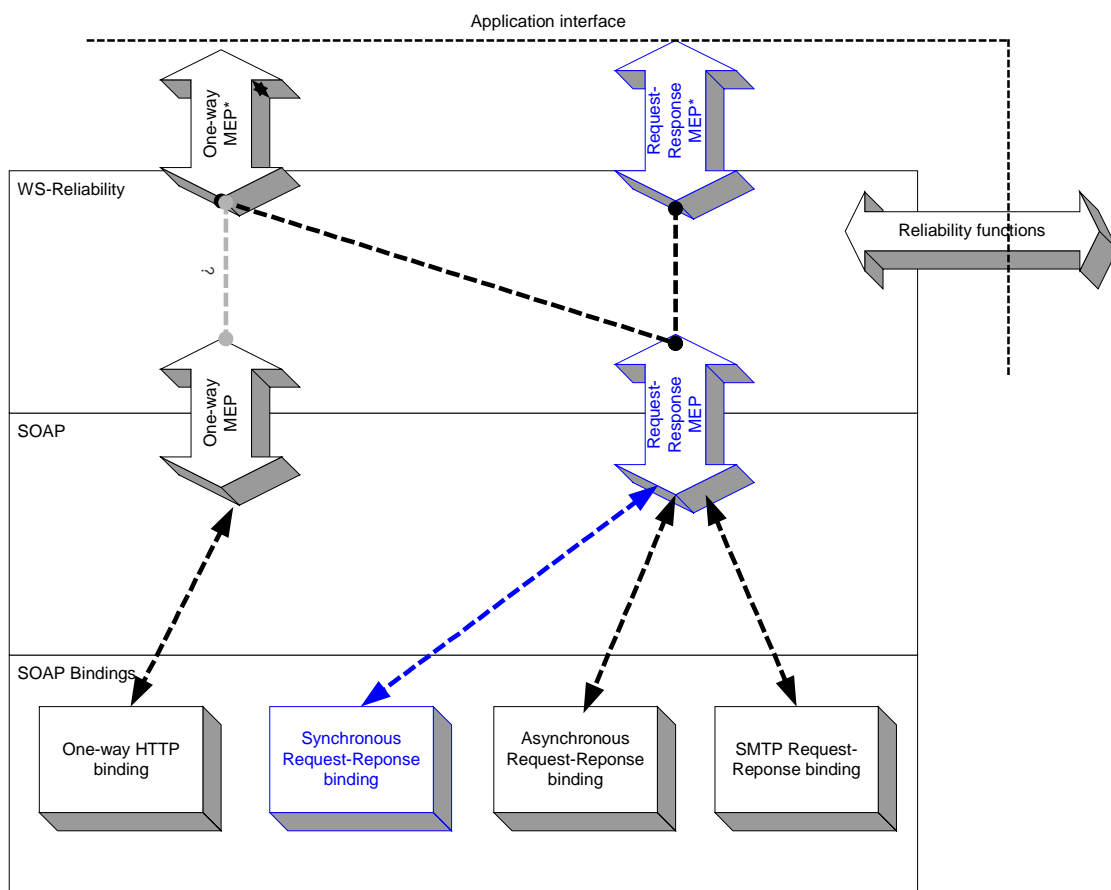 Application interface
One-way
MEP*
Request-
Response
MEP*
WS-Reliability
Reliability functions
¿
One-way
MEP
Request-
Response
MEP
SOAP
SOAP Bindings
One-way HTTP
binding
Synchronous
Request-Reponse
binding
Asynchronous
Request-Reponse
binding
SMTP Request-
Reponse binding